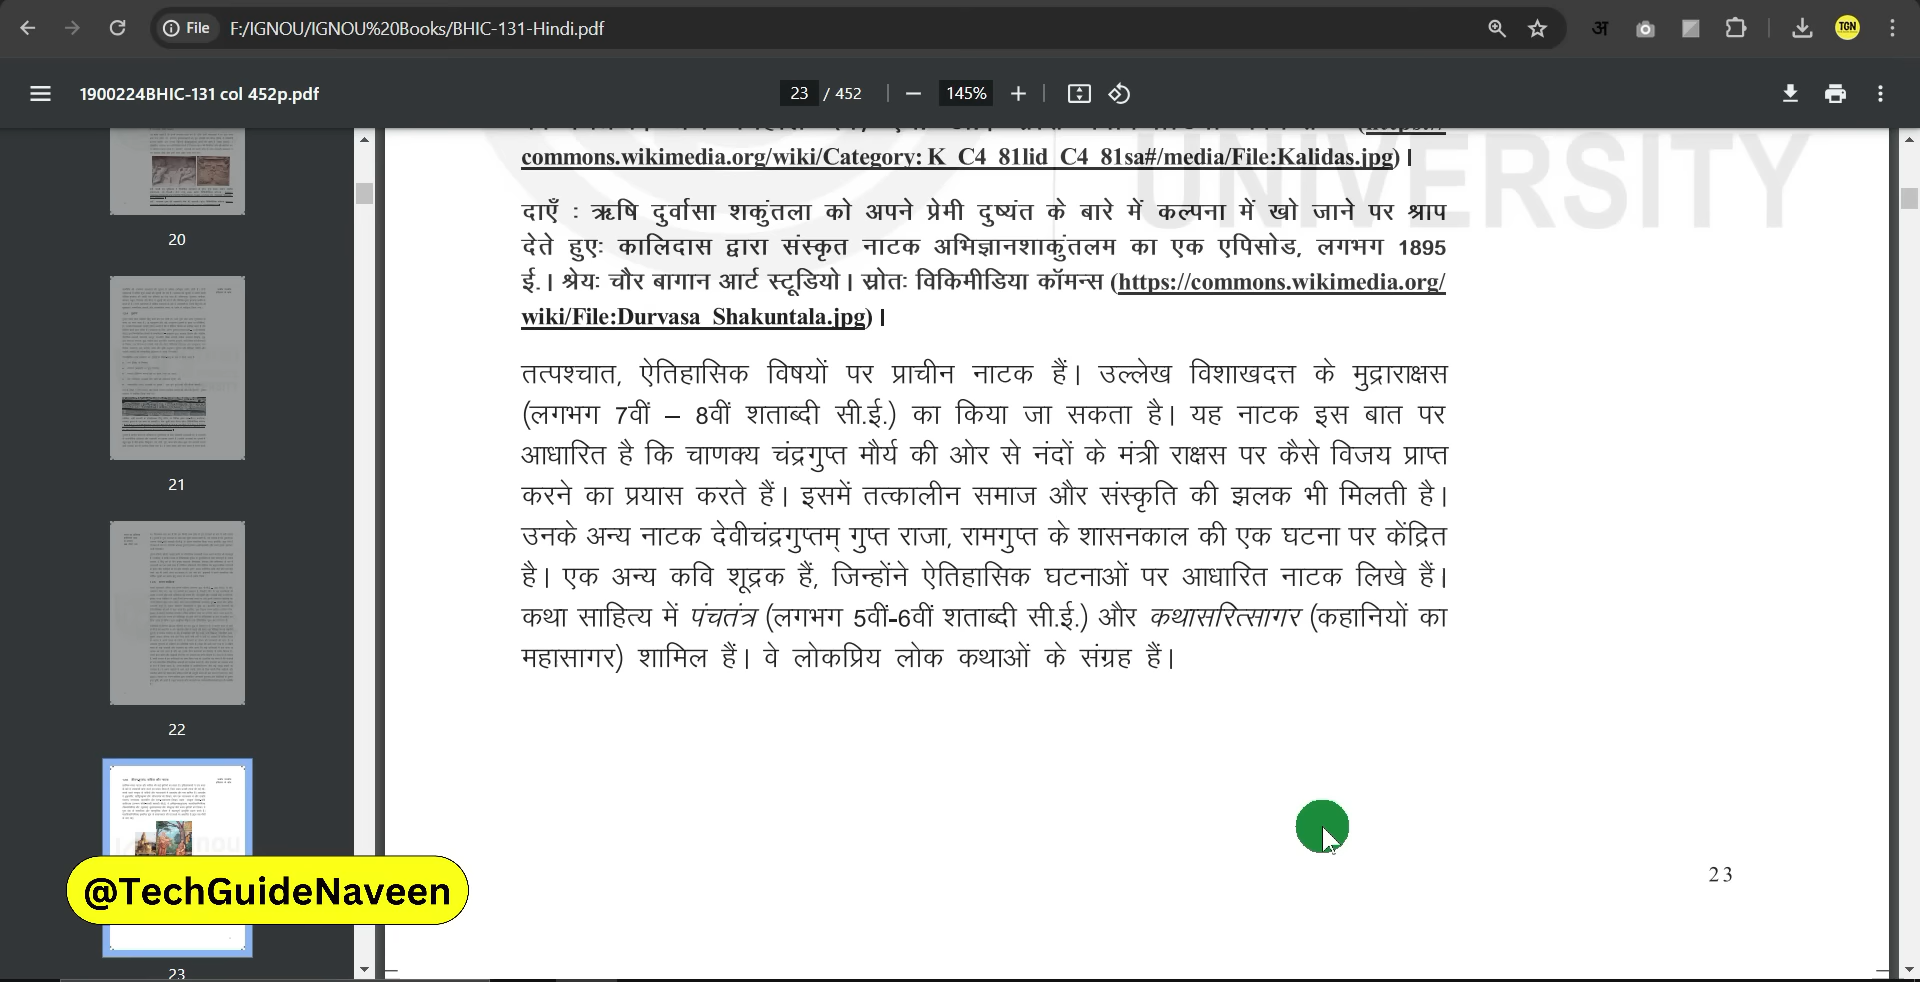 File
F:/IGNOU/IGNOU%20Books/BHIC-131-Hindi.pdf
अ
TGN
1900224BHIC-131 col 452p.pdf
23 / 452
145%
20
21
22
23
UNIVERSITY
commons.wikimedia.org/wiki/Category: K_C4_81lid_C4_81sa#/media/File:Kalidas.jpg)।
दाएँ : ऋषि दुर्वासा शकुंतला को अपने प्रेमी दुष्यंत के बारे में कल्पना में खो जाने पर श्राप
देते हुएः कालिदास द्वारा संस्कृत नाटक अभिज्ञानशाकुंतलम का एक एपिसोड, लगभग 1895
ई.। श्रेयः चौर बागान आर्ट स्टूडियो। स्रोतः विकिमीडिया कॉमन्स (https://commons.wikimedia.org/
wiki/File:Durvasa_Shakuntala.jpg)।
तत्पश्चात, ऐतिहासिक विषयों पर प्राचीन नाटक हैं। उल्लेख विशाखदत्त के मुद्राराक्षस
(लगभग 7वीं – 8वीं शताब्दी सी.ई.) का किया जा सकता है। यह नाटक इस बात पर
आधारित है कि चाणक्य चंद्रगुप्त मौर्य की ओर से नंदों के मंत्री राक्षस पर कैसे विजय प्राप्त
करने का प्रयास करते हैं। इसमें तत्कालीन समाज और संस्कृति की झलक भी मिलती है।
उनके अन्य नाटक देवीचंद्रगुप्तम् गुप्त राजा, रामगुप्त के शासनकाल की एक घटना पर केंद्रित
है। एक अन्य कवि शूद्रक हैं, जिन्होंने ऐतिहासिक घटनाओं पर आधारित नाटक लिखे हैं।
कथा साहित्य में पंचतंत्र (लगभग 5वीं-6वीं शताब्दी सी.ई.) और कथासरित्सागर (कहानियों का
महासागर) शामिल हैं। वे लोकप्रिय लोक कथाओं के संग्रह हैं।
23
@TechGuideNaveen